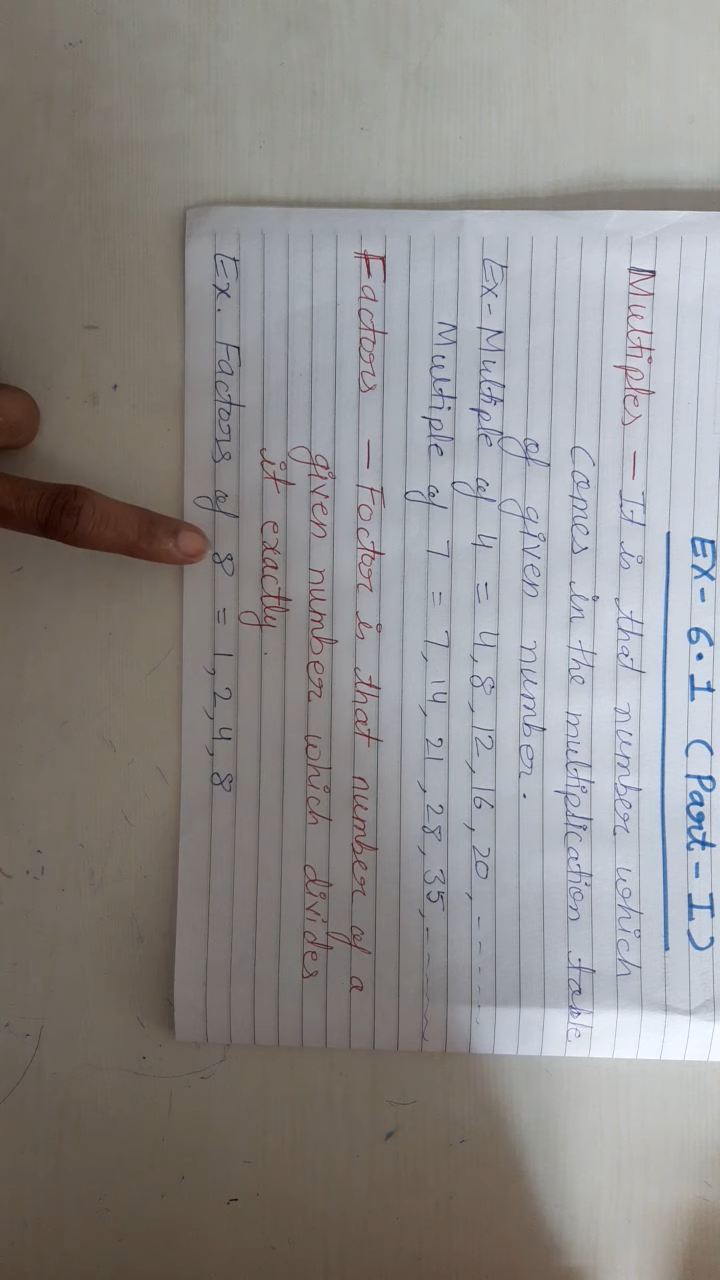 EX-6.1 (Part-I)
Multiples - It is that number which
comes in the multiplication table
of given number.
Ex- Multiple of 4 = 4, 8, 12, 16, 20, -----
Multiple of 7 = 7, 14, 21, 28, 35, -----
Factors - Factor is that number of a
given number which divides
it exactly.
Ex. Factors of 8 = 1, 2, 4, 8